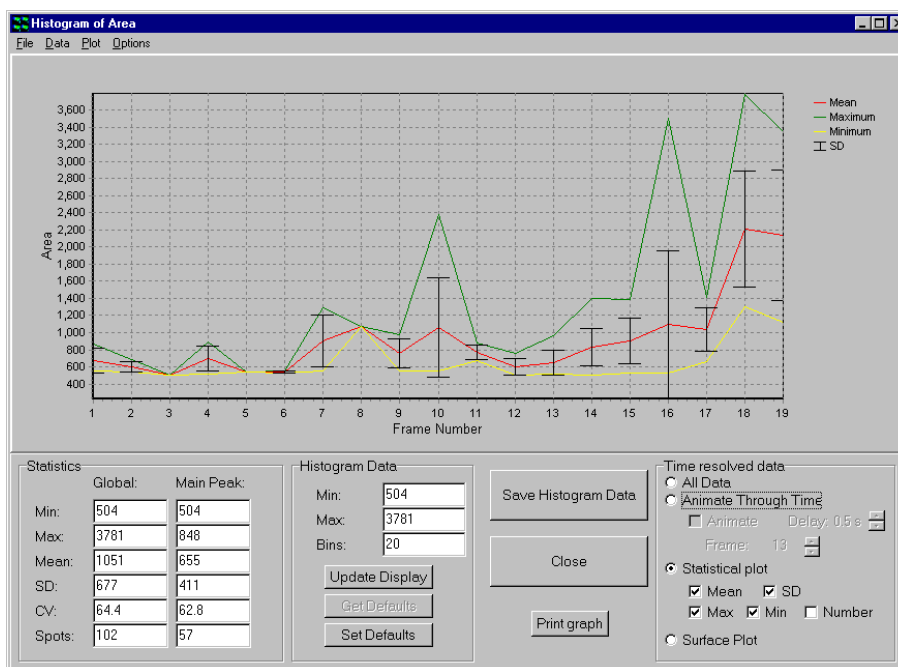 Histogram of Area
File Data Plot Options
3,600
3,400
3,200
3,000
2,800
2,600
2,400
2,200
2,000
1,800
1,600
1,400
1,200
1,000
800
600
400
Area
1 2 3 4 5 6 7 8 9 10 11 12 13 14 15 16 17 18 19
Frame Number
Mean
Maximum
Minimum
SD
Statistics
Global: Main Peak:
Min: 504 504
Max: 3781 848
Mean: 1051 655
SD: 677 411
CV: 64.4 62.8
Spots: 102 57
Histogram Data
Min: 504
Max: 3781
Bins: 20
Update Display
Get Defaults
Set Defaults
Save Histogram Data
Close
Print graph
Time resolved data
All Data
Animate Through Time
Animate Delay: 0.5 s
Frame: 13
Statistical plot
Mean SD
Max Min Number
Surface Plot